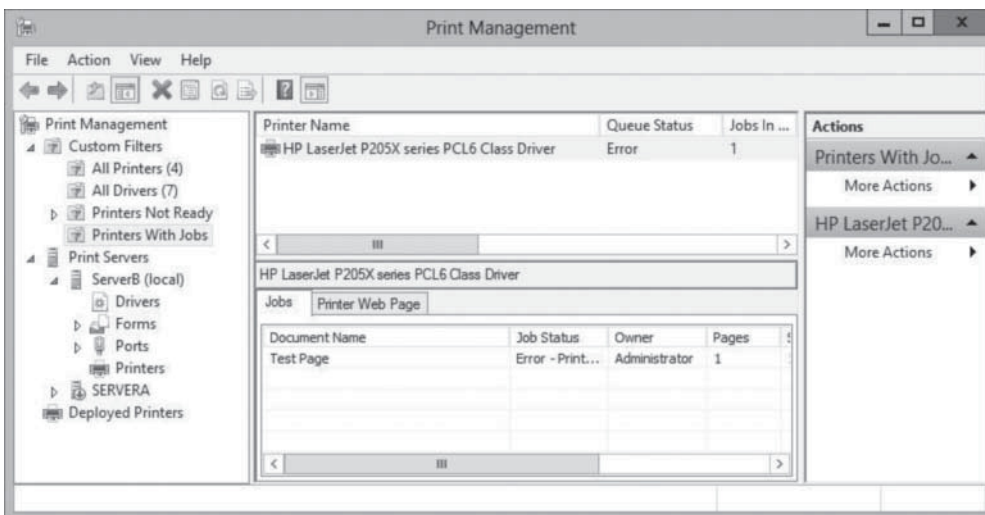 Print Management
File Action View Help
Print Management
Custom Filters
All Printers (4)
All Drivers (7)
Printers Not Ready
Printers With Jobs
Print Servers
ServerB (local)
Drivers
Forms
Ports
Printers
SERVERA
Deployed Printers
Printer Name Queue Status Jobs In ...
HP LaserJet P205X series PCL6 Class Driver Error 1
HP LaserJet P205X series PCL6 Class Driver
Jobs Printer Web Page
Document Name Job Status Owner Pages
Test Page Error - Print... Administrator 1
Actions
Printers With Jo...
More Actions
HP LaserJet P20...
More Actions